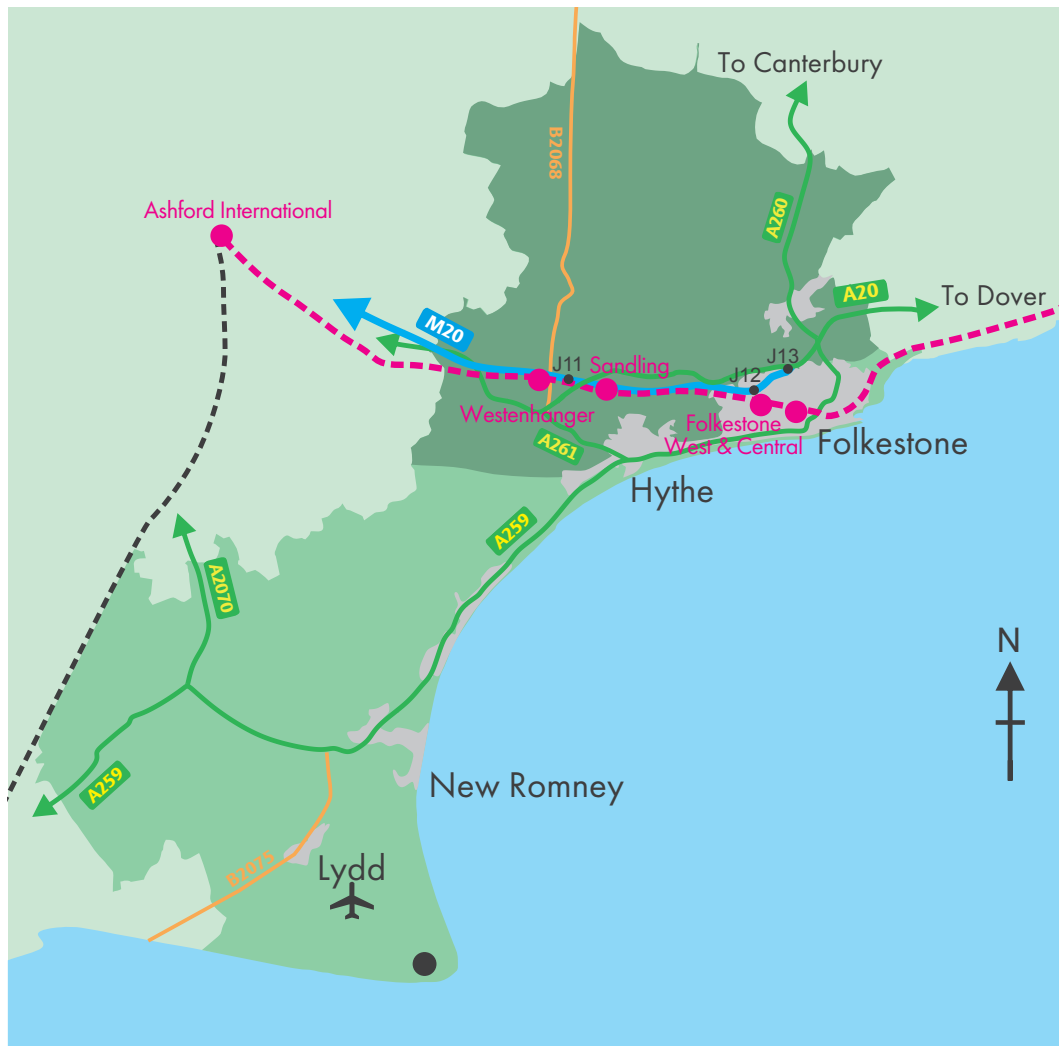 To Canterbury
B2068
Ashford International
A260
A20
To Dover
M20
J11
Sandling
J13
J12
Westenhanger
Folkestone
West & Central
Folkestone
A261
Hythe
A259
A2070
N
A259
New Romney
B2075
Lydd